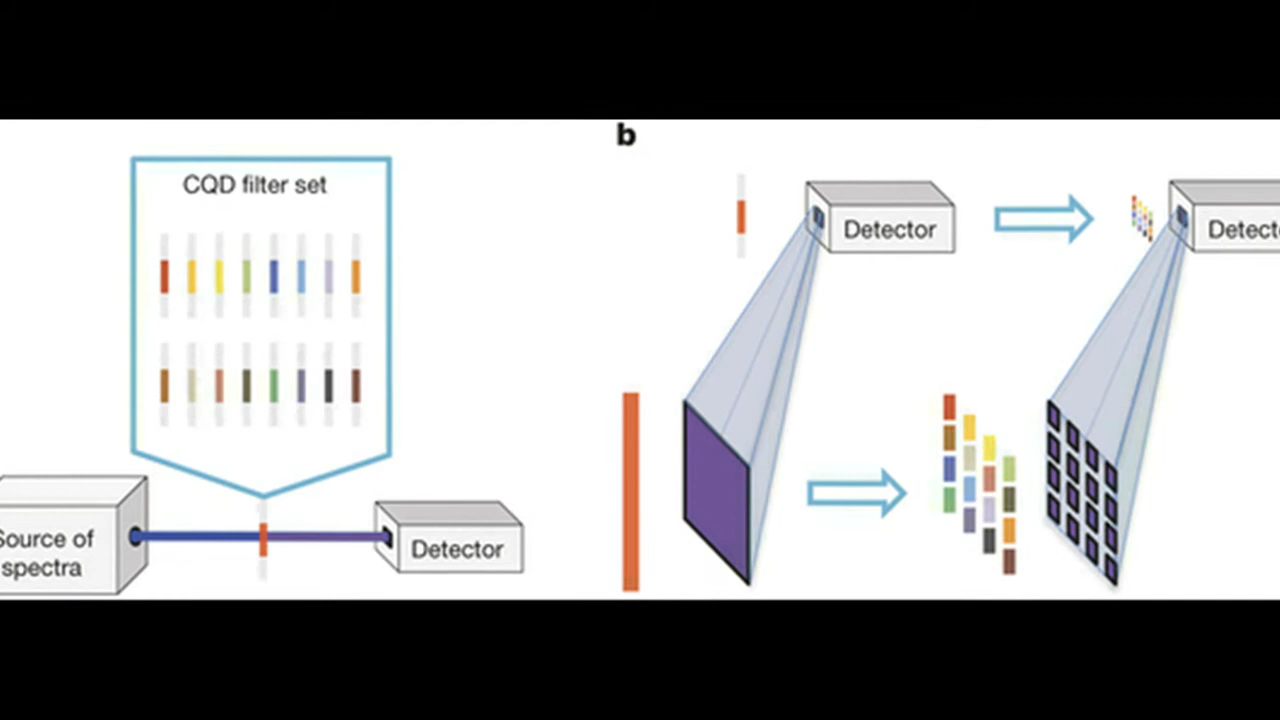 CQD filter set
Source of
spectra
Detector
b
Detector